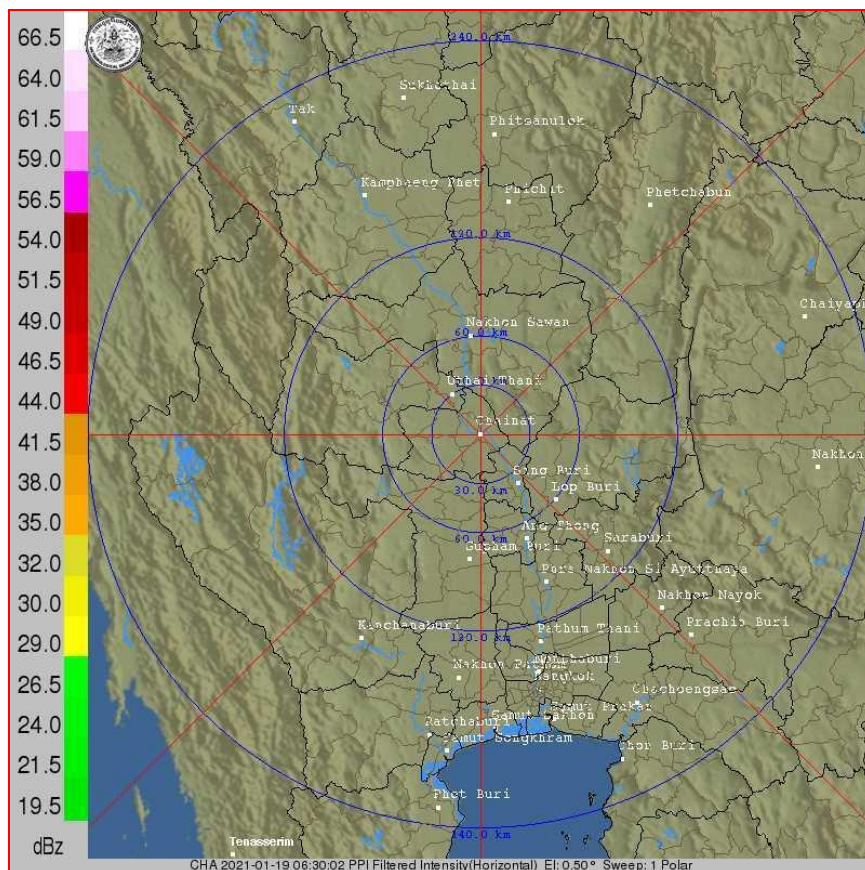 66.5
64.0
61.5
59.0
56.5
54.0
51.5
49.0
46.5
44.0
41.5
38.0
35.0
32.0
30.0
29.0
26.5
24.0
21.5
19.5
dBz
240.0 km
Sukhothai
Tak
Phitsanulok
Kamphaeng Phet
Phichit
Phetchabun
120.0 km
Nakhon Sawan
60.0 km
Uthai Thani
Chainat
Nakhon
Sing Buri
30.0 km
Lop Buri
Ang Thong
60.0 km
Suphan Buri
Saraburi
Pora Nakhon Si Ayutthaya
Nakhon Nayok
Kanchanaburi
120.0 km
Pathum Thani
Prachin Buri
Nonthaburi
Nakhon Pathom
Bangkok
Chachoengsao
Samut Prakan
Samut Sakhon
Ratchaburi
Samut Songkhram
Chon Buri
Phet Buri
240.0 km
Tenasserim
CHA 2021-01-19 06:30:02 PPI Filtered Intensity(Horizontal) El: 0.50° Sweep: 1 Polar